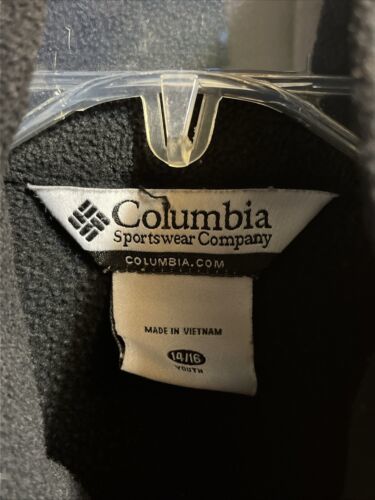 Columbia
Sportswear Company
COLUMBIA.COM
MADE IN VIETNAM
14/16
YOUTH